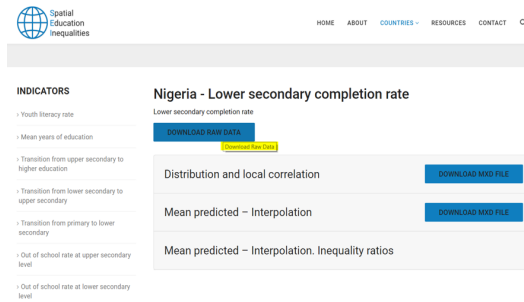 Spatial
Education
Inequalities
HOME ABOUT COUNTRIES RESOURCES CONTACT
INDICATORS
› Youth literacy rate
› Mean years of education
› Transition from upper secondary to
higher education
› Transition from lower secondary to
upper secondary
› Transition from primary to lower
secondary
› Out of school rate at upper secondary
level
› Out of school rate at lower secondary
level
Nigeria - Lower secondary completion rate
Lower secondary completion rate
DOWNLOAD RAW DATA
Download Raw Data
Distribution and local correlation
DOWNLOAD MXD FILE
Mean predicted – Interpolation
DOWNLOAD MXD FILE
Mean predicted – Interpolation. Inequality ratios